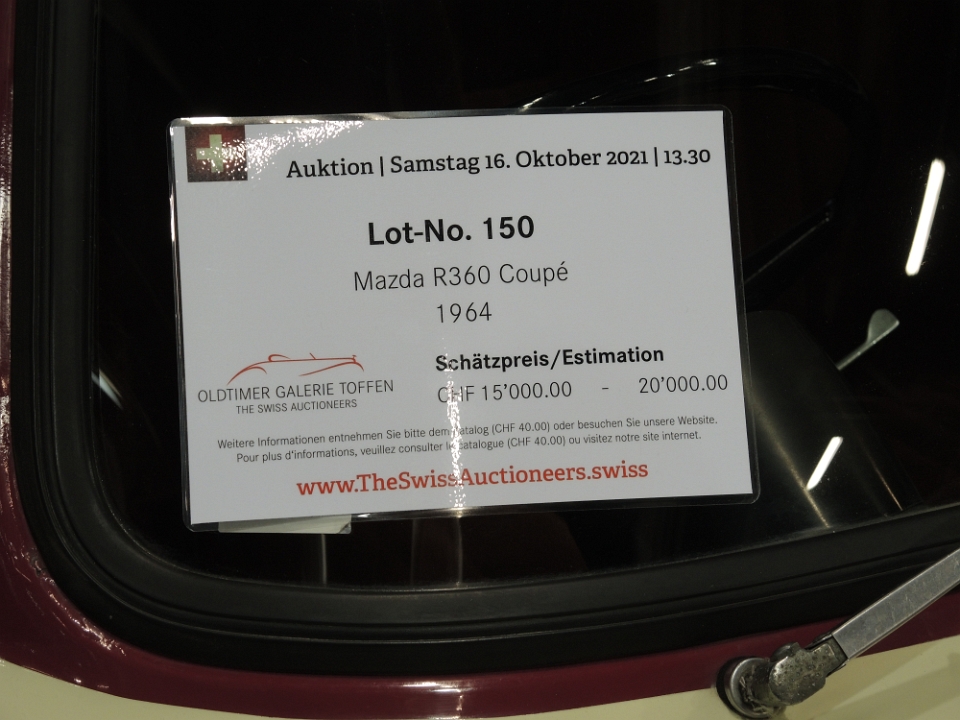 Auktion | Samstag 16. Oktober 2021 | 13.30
Lot-No. 150
Mazda R360 Coupé
1964
Schätzpreis/Estimation
CHF 15'000.00 - 20'000.00
OLDTIMER GALERIE TOFFEN
THE SWISS AUCTIONEERS
Weitere Informationen entnehmen Sie bitte dem Katalog (CHF 40.00) oder besuchen Sie unsere Website.
Pour plus d'informations, veuillez consulter le catalogue (CHF 40.00) ou visitez notre site internet.
www.TheSwissAuctioneers.swiss